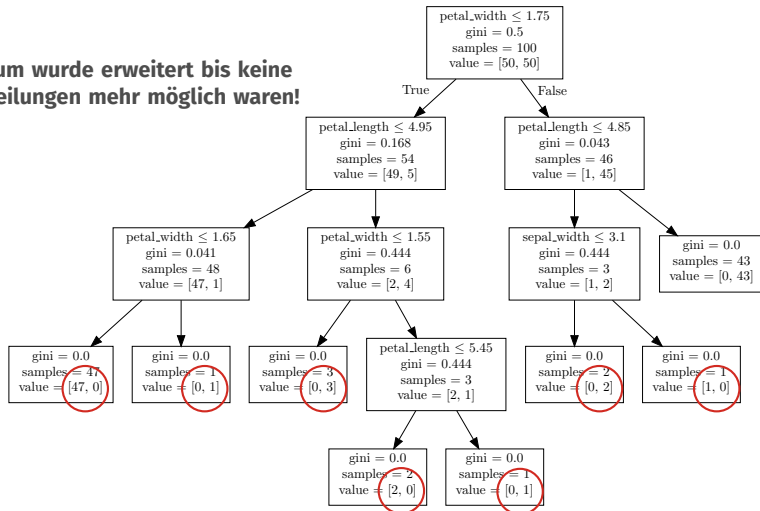 um wurde erweitert bis keine
eilungen mehr möglich waren!
petal_width ≤ 1.75
gini = 0.5
samples = 100
value = [50, 50]
True
False
petal_length ≤ 4.95
gini = 0.168
samples = 54
value = [49, 5]
petal_length ≤ 4.85
gini = 0.043
samples = 46
value = [1, 45]
petal_width ≤ 1.65
gini = 0.041
samples = 48
value = [47, 1]
petal_width ≤ 1.55
gini = 0.444
samples = 6
value = [2, 4]
sepal_width ≤ 3.1
gini = 0.444
samples = 3
value = [1, 2]
gini = 0.0
samples = 43
value = [0, 43]
gini = 0.0
samples = 47
value = [47, 0]
gini = 0.0
samples = 1
value = [0, 1]
gini = 0.0
samples = 3
value = [0, 3]
petal_length ≤ 5.45
gini = 0.444
samples = 3
value = [2, 1]
gini = 0.0
samples = 2
value = [0, 2]
gini = 0.0
samples = 1
value = [1, 0]
gini = 0.0
samples = 2
value = [2, 0]
gini = 0.0
samples = 1
value = [0, 1]